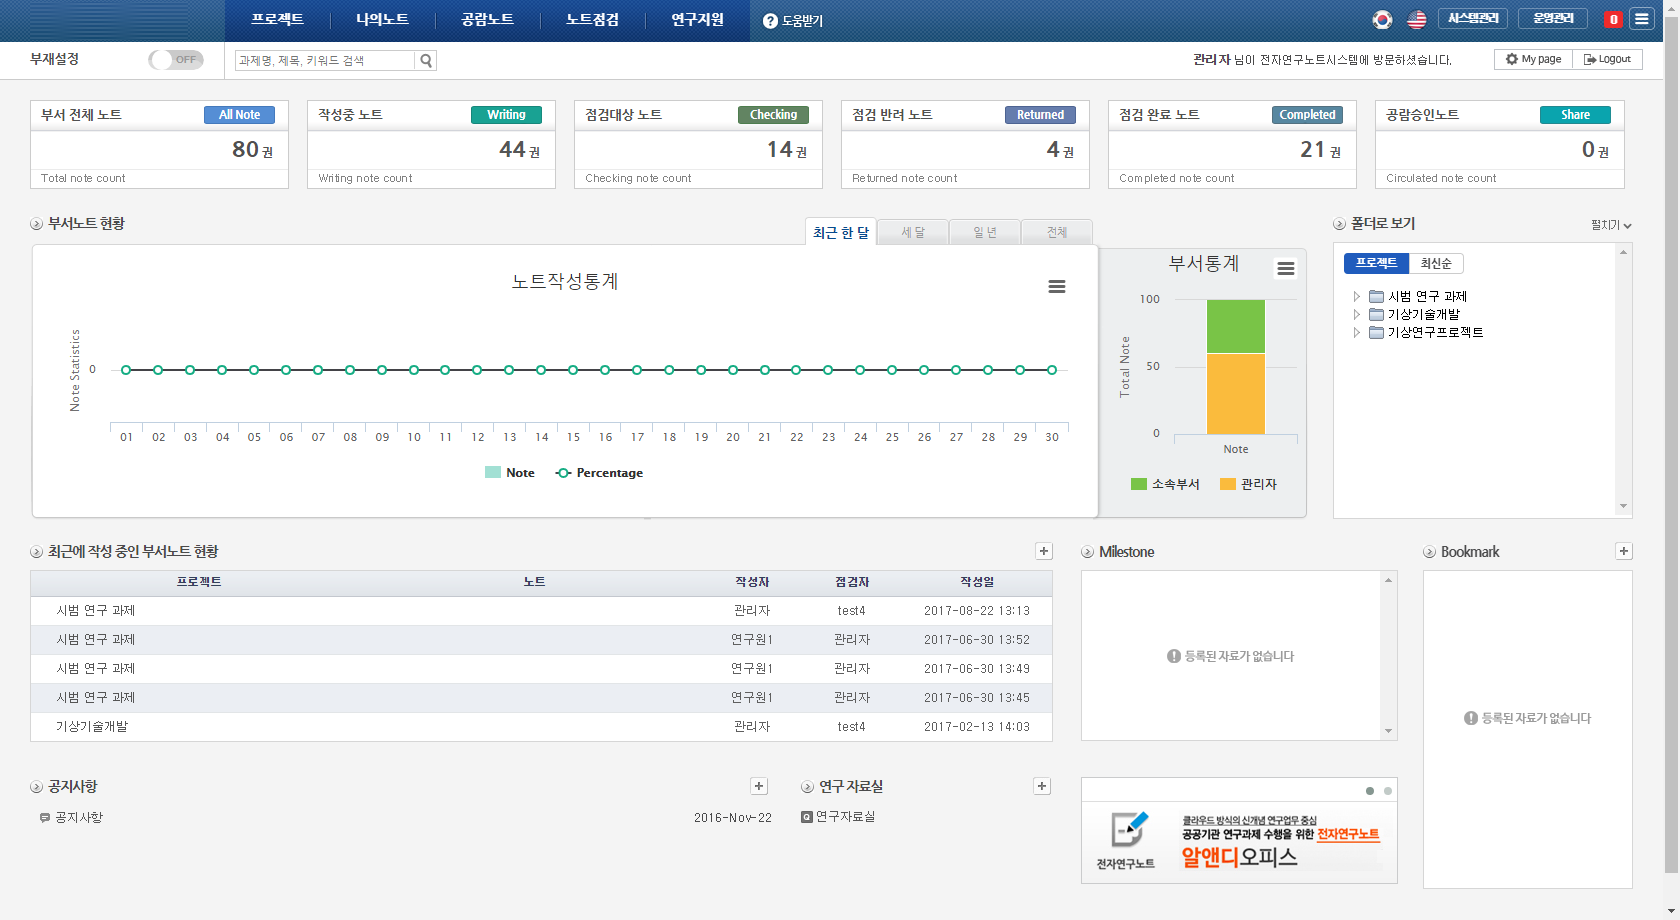 프로젝트 나의노트 공람노트 노트점검 연구지원 도움받기 시스템관리 운영관리 0
부재설정 OFF 과제명, 제목, 키워드 검색 관리자 님이 전자연구노트시스템에 방문하셨습니다. My page Logout
부서 전체 노트 All Note
80 권
Total note count
작성중 노트 Writing
44 권
Writing note count
점검대상 노트 Checking
14 권
Checking note count
점검 반려 노트 Returned
4 권
Returned note count
점검 완료 노트 Completed
21 권
Completed note count
공람승인노트 Share
0 권
Circulated note count
부서노트 현황
최근 한 달 세 달 일 년 전체
노트작성통계
Note Statistics
0
01 02 03 04 05 06 07 08 09 10 11 12 13 14 15 16 17 18 19 20 21 22 23 24 25 26 27 28 29 30
Note Percentage
부서통계
Total Note
100
50
0
Note
소속부서 관리자
폴더로 보기 펼치기
프로젝트 최신순
시범 연구 과제
기상기술개발
기상연구프로젝트
최근에 작성 중인 부서노트 현황
프로젝트 노트 작성자 점검자 작성일
시범 연구 과제 관리자 test4 2017-08-22 13:13
시범 연구 과제 연구원1 관리자 2017-06-30 13:52
시범 연구 과제 연구원1 관리자 2017-06-30 13:49
시범 연구 과제 연구원1 관리자 2017-06-30 13:45
기상기술개발 관리자 test4 2017-02-13 14:03
Milestone
등록된 자료가 없습니다
Bookmark
등록된 자료가 없습니다
공지사항
공지사항 2016-Nov-22
연구 자료실
연구자료실
전자연구노트
클라우드 방식의 신개념 연구업무 중심
공공기관 연구과제 수행을 위한 전자연구노트
알앤디오피스